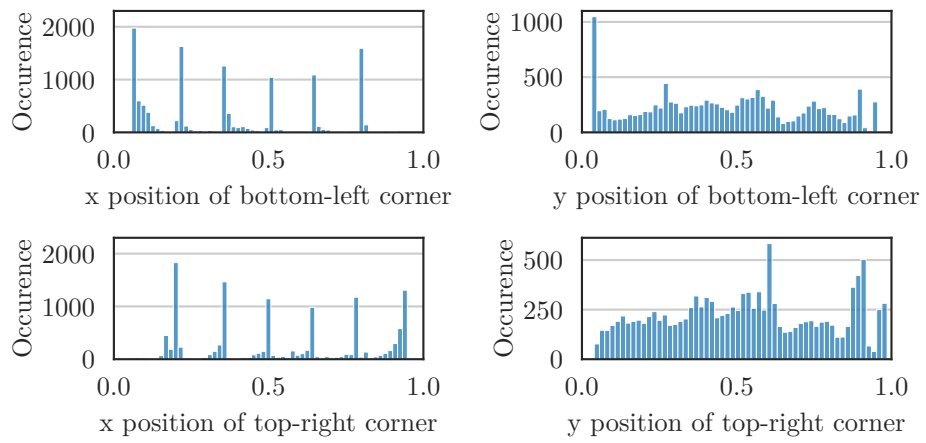 Occurence
2000
1000
0
0.0 0.5 1.0
x position of bottom-left corner
Occurence
1000
500
0
0.0 0.5 1.0
y position of bottom-left corner
Occurence
2000
1000
0
0.0 0.5 1.0
x position of top-right corner
Occurence
500
250
0
0.0 0.5 1.0
y position of top-right corner